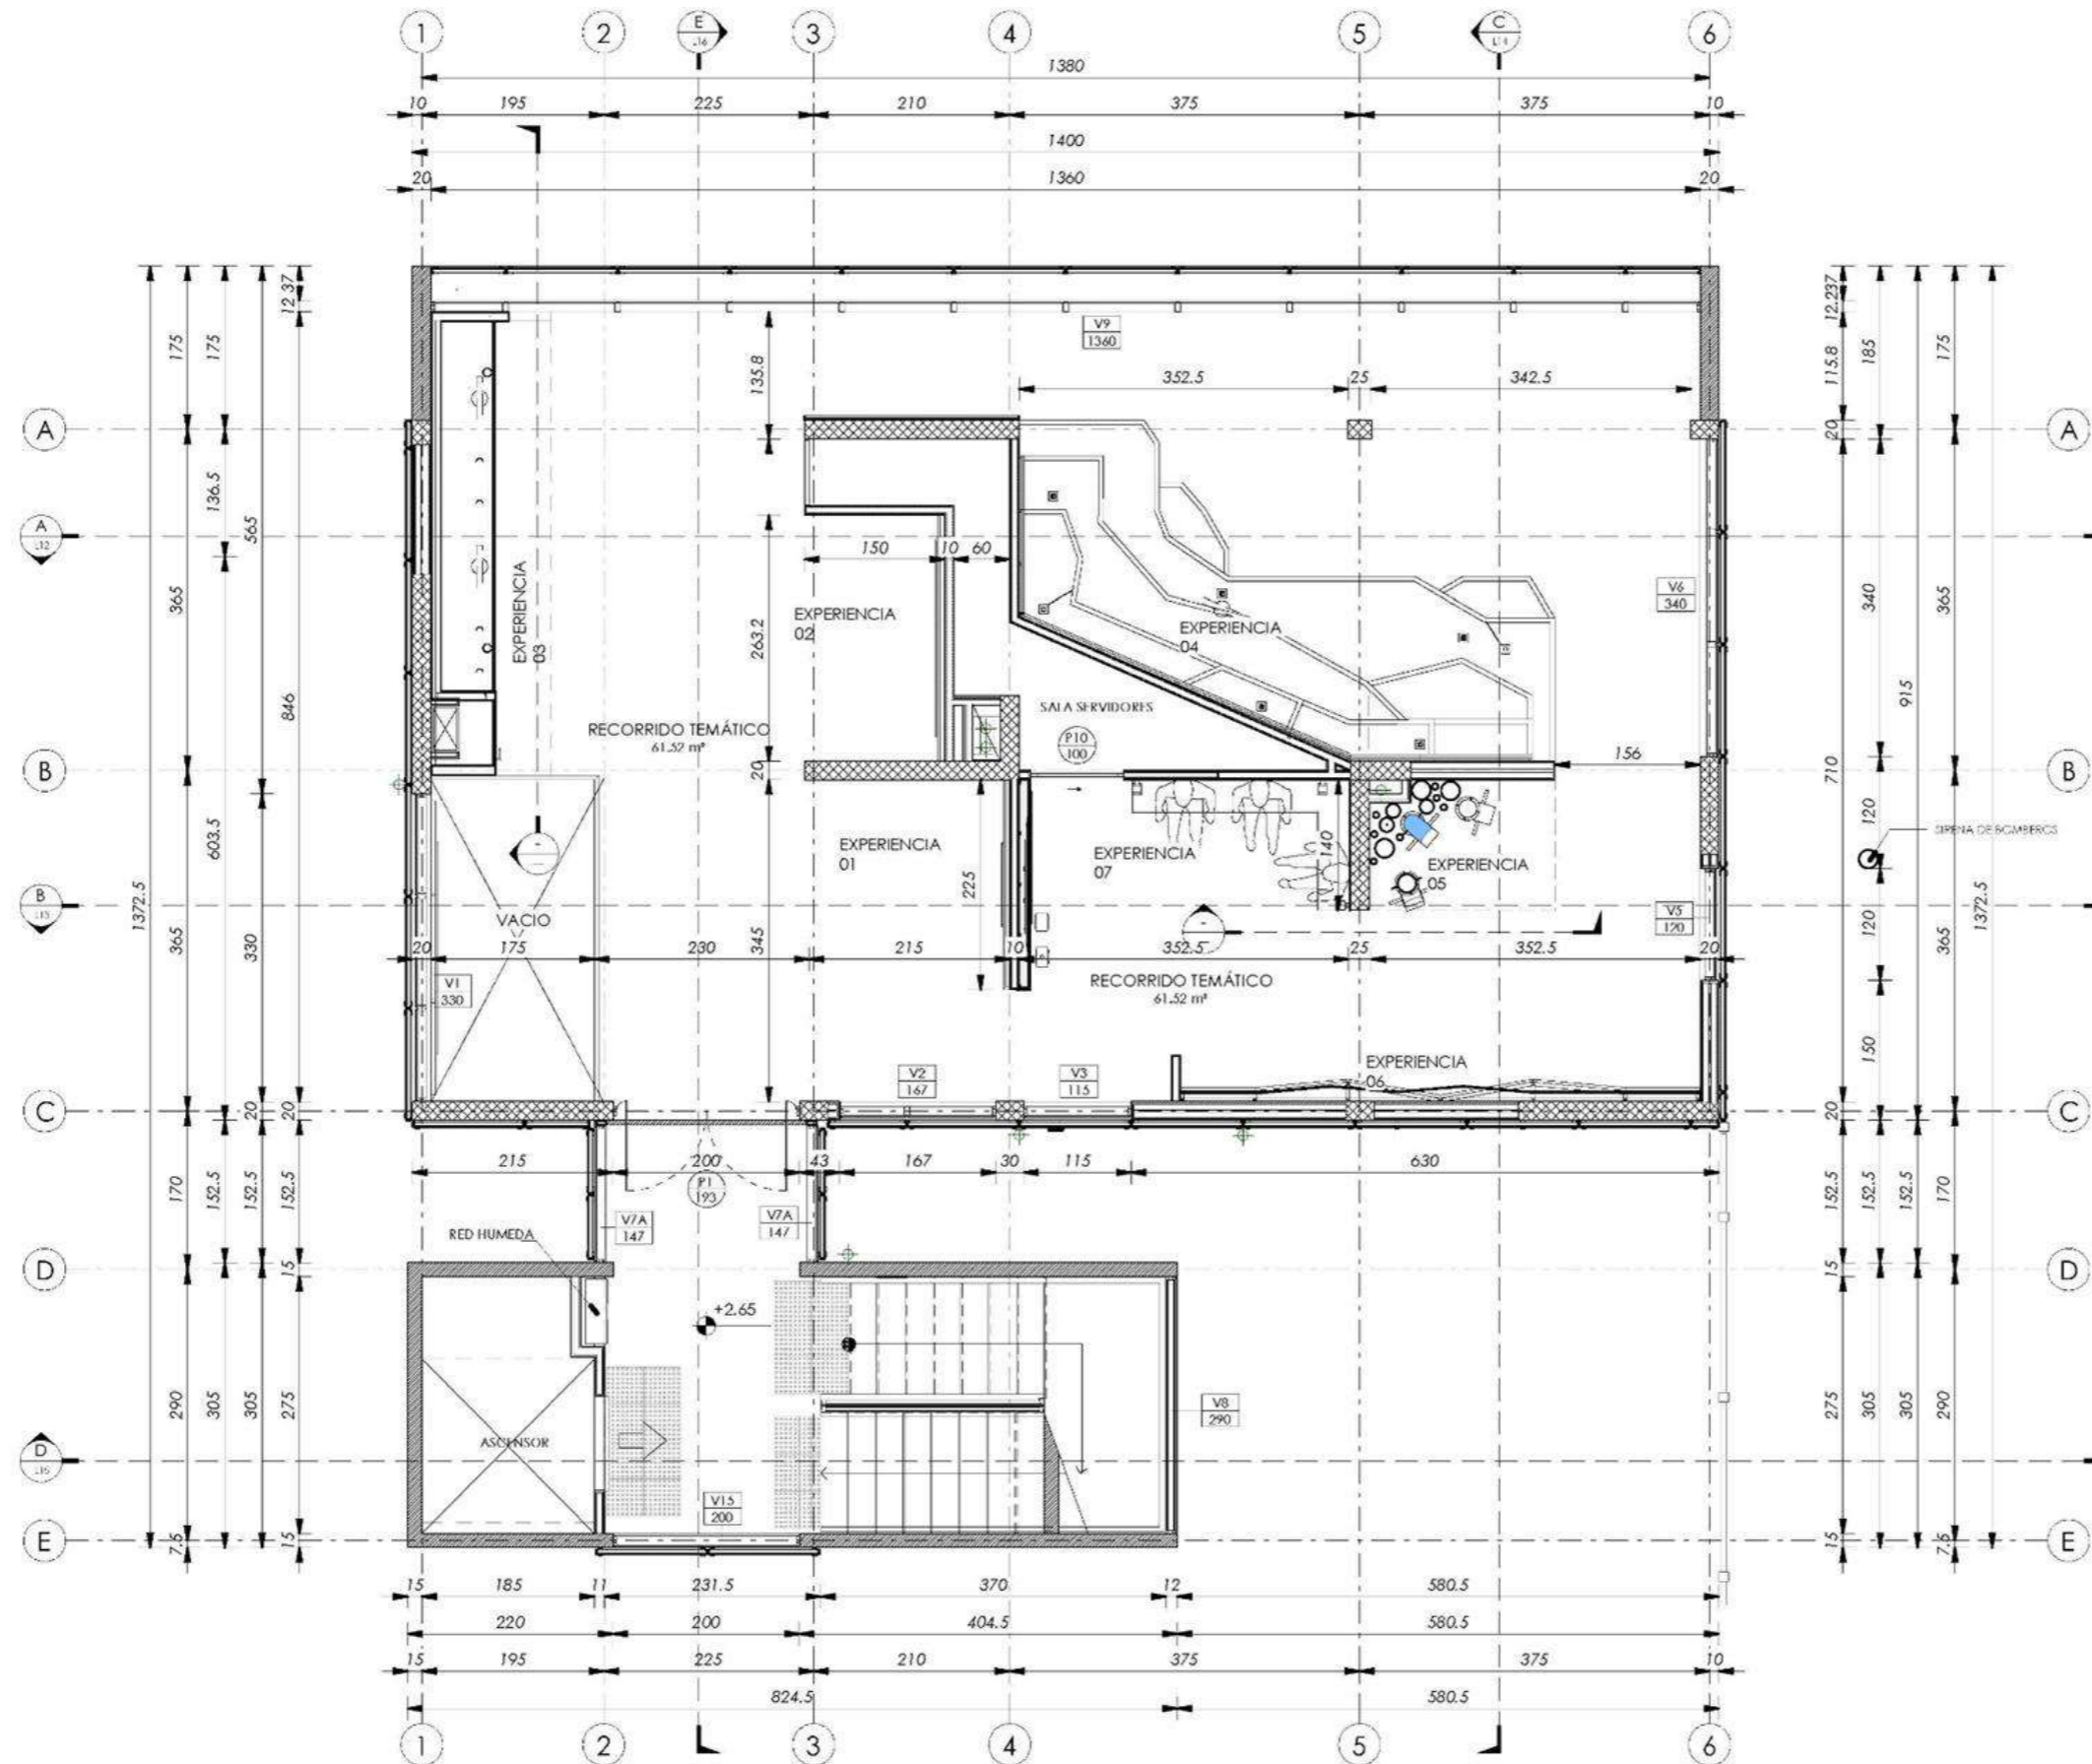 1 2 E 3 4 5 C 6
L16 L14
1380
10 195 225 210 375 375 10
1400
20 1360 20
12.37 175 175 365 136.5 565 846 1372.5 603.5 365 330 20 20
170 152.5 152.5 152.5 15 290 305 305 275 7.5 15
12.237 115.8 185 175 20 340 340 365 915 710 120 120 365 1372.5 150 20
152.5 152.5 152.5 170 15 275 305 305 290 15 7.5
A
A
A
L12
B
B
B
L15
C
C
D
D
D
L16
E
E
V9
1360
135.8
352.5 25 342.5
150 10 60
EXPERIENCIA
03
EXPERIENCIA
02
263.2
EXPERIENCIA
04
V6
340
SALA SERVIDORES
RECORRIDO TEMÁTICO
61.52 m²
P10
100
20
156
EXPERIENCIA
01
EXPERIENCIA
07
140
EXPERIENCIA
05
SIRENA DE BOMBEROS
225
VACIO
V5
120
20 175 230 345 215 10 352.5 25 352.5 20
V1
330
RECORRIDO TEMÁTICO
61.52 m²
EXPERIENCIA
06
V2
167
V3
115
215 200 43 167 30 115 630
P1
193
V7A
147
V7A
147
RED HUMEDA
+2.65
V8
290
ASCENSOR
V15
200
15 185 11 231.5 370 12 580.5
220 200 404.5 580.5
15 195 225 210 375 375 10
824.5 580.5
1 2 3 4 5 6